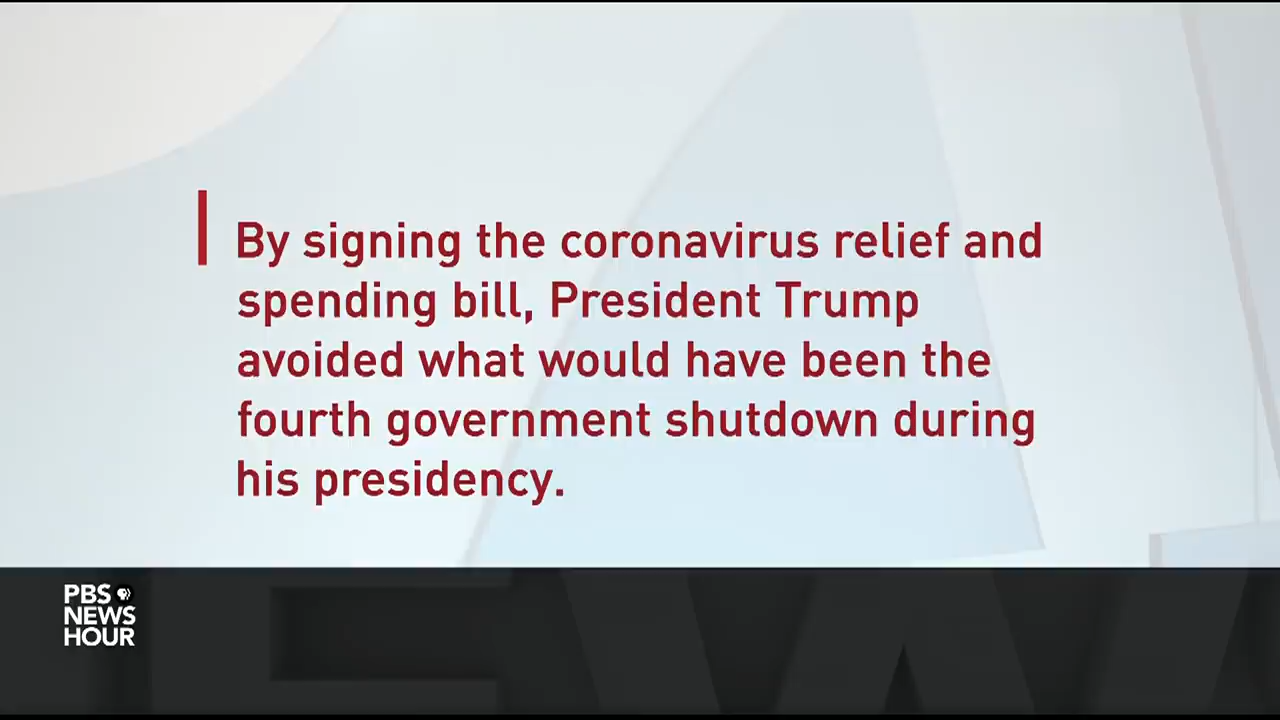 By signing the coronavirus relief and
spending bill, President Trump
avoided what would have been the
fourth government shutdown during
his presidency.
PBS
NEWS
HOUR